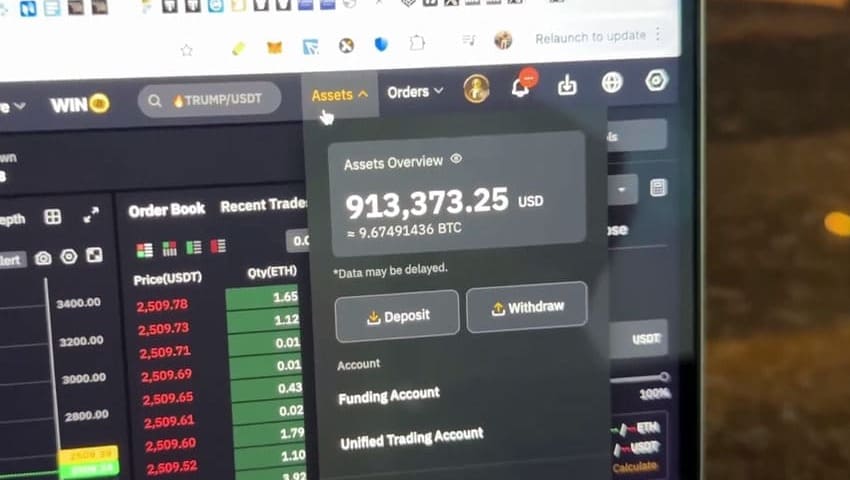 Relaunch to update
WIN
TRUMP/USDT
Assets
Orders
Order Book
Recent Trade
Price(USDT)
Qty(ETH)
Assets Overview
913,373.25 USD
≈ 9.67491436 BTC
*Data may be delayed.
Deposit
Withdraw
Account
Funding Account
Unified Trading Account
3400.00
3200.00
3000.00
2800.00
2,509.78
1.65
2,509.73
1.12
2,509.71
0.01
2,509.69
0.01
2,509.65
0.43
2,509.61
0.02
2,509.60
1.79
2,509.52
1.10
3.92
USDT
100%
ETH
USDT
Calculate